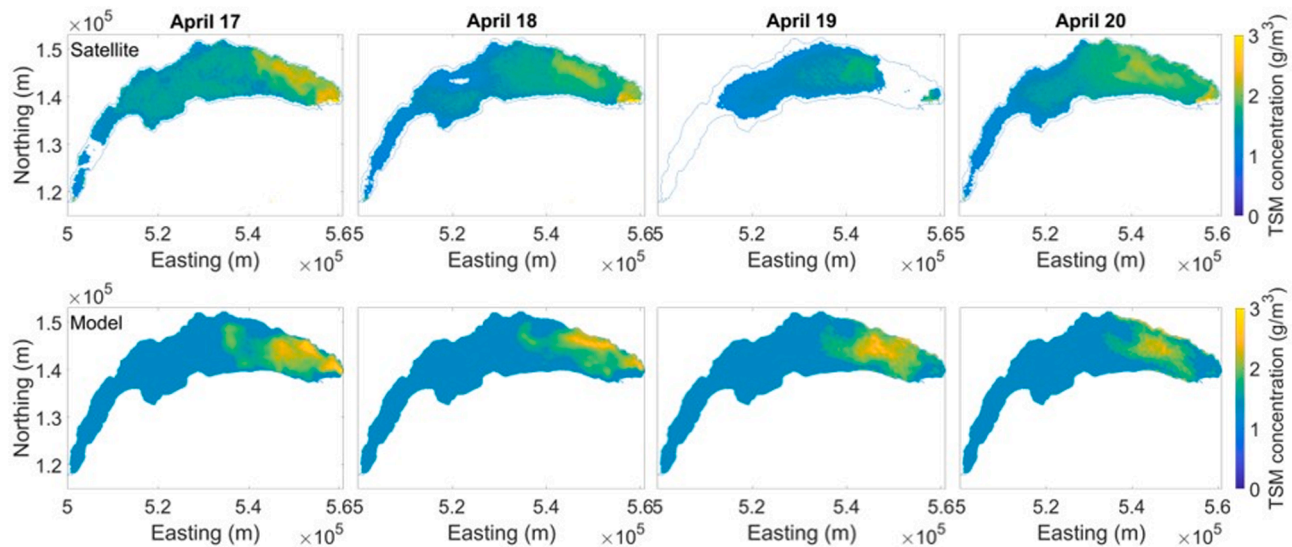 April 17 April 18 April 19 April 20
×10⁵
Satellite
1.5
1.4
1.3
1.2
Northing (m)
5 5.2 5.4 5.65 5.2 5.4 5.65 5.2 5.4 5.65 5.2 5.4 5.6
Easting (m) ×10⁵ Easting (m) ×10⁵ Easting (m) ×10⁵ Easting (m) ×10⁵
3
2
1
0
TSM concentration (g/m³)
×10⁵
Model
1.5
1.4
1.3
1.2
Northing (m)
5 5.2 5.4 5.65 5.2 5.4 5.65 5.2 5.4 5.65 5.2 5.4 5.6
Easting (m) ×10⁵ Easting (m) ×10⁵ Easting (m) ×10⁵ Easting (m) ×10⁵
3
2
1
0
TSM concentration (g/m³)